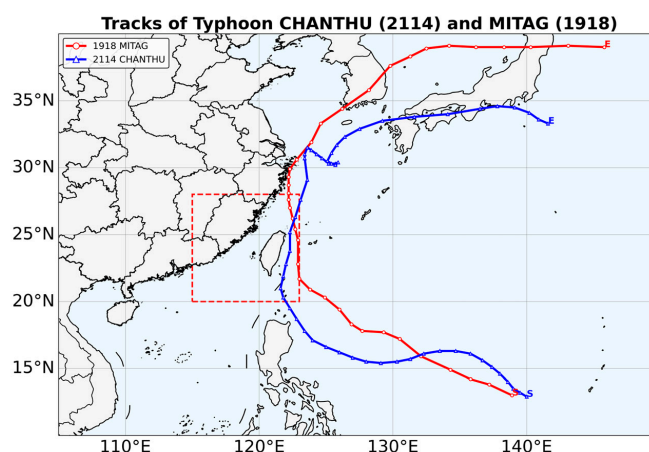 Tracks of Typhoon CHANTHU (2114) and MITAG (1918)
1918 MITAG
2114 CHANTHU
E
E
S
35°N
30°N
25°N
20°N
15°N
110°E
120°E
130°E
140°E